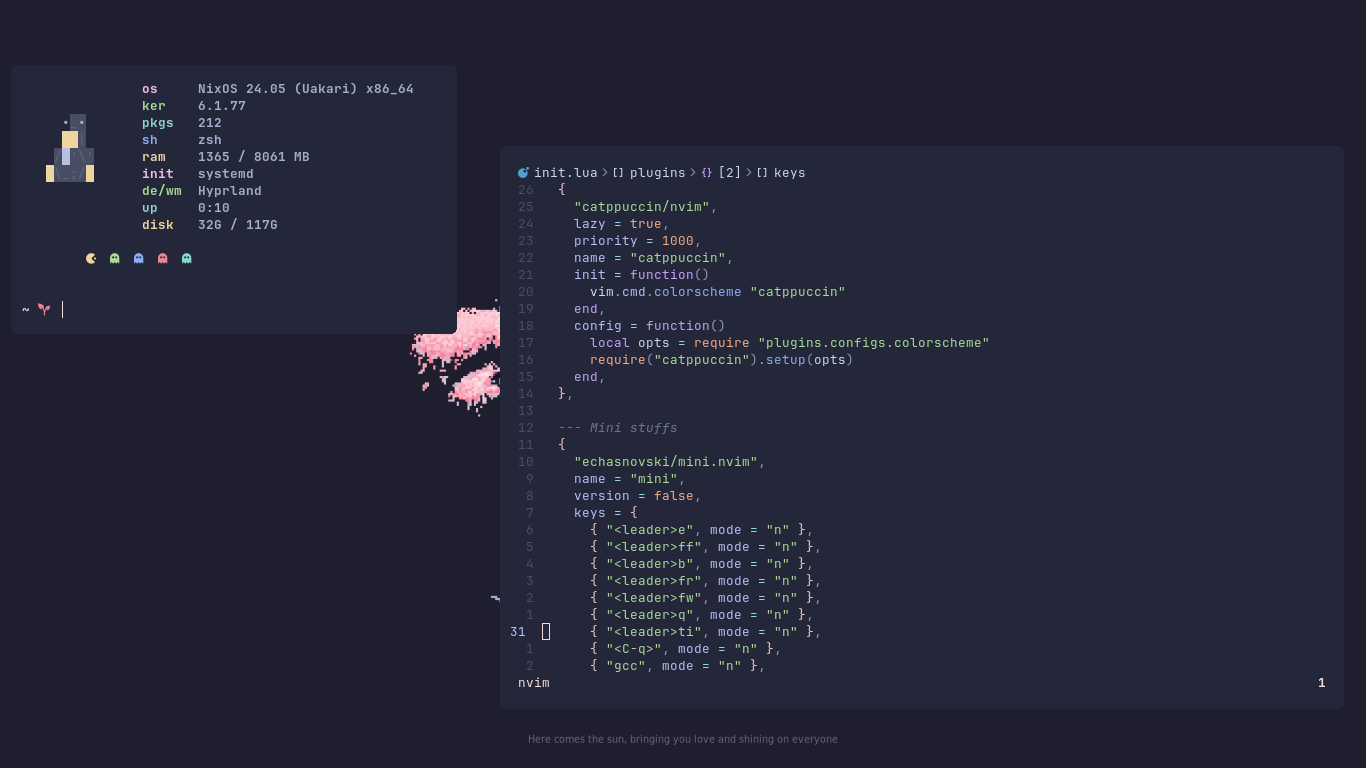 os NixOS 24.05 (Uakari) x86_64
ker 6.1.77
pkgs 212
sh zsh
ram 1365 / 8061 MB
init systemd
de/wm Hyprland
up 0:10
disk 32G / 117G
~
init.lua > [] plugins > {} [2] > [] keys
26 {
25 "catppuccin/nvim",
24 lazy = true,
23 priority = 1000,
22 name = "catppuccin",
21 init = function()
20 vim.cmd.colorscheme "catppuccin"
19 end,
18 config = function()
17 local opts = require "plugins.configs.colorscheme"
16 require("catppuccin").setup(opts)
15 end,
14 },
13
12 --- Mini stuffs
11 {
10 "echasnovski/mini.nvim",
9 name = "mini",
8 version = false,
7 keys = {
6 { "<leader>e", mode = "n" },
5 { "<leader>ff", mode = "n" },
4 { "<leader>b", mode = "n" },
3 { "<leader>fr", mode = "n" },
2 { "<leader>fw", mode = "n" },
1 { "<leader>q", mode = "n" },
31 { "<leader>ti", mode = "n" },
1 { "<C-q>", mode = "n" },
2 { "gcc", mode = "n" },
nvim 1
Here comes the sun, bringing you love and shining on everyone